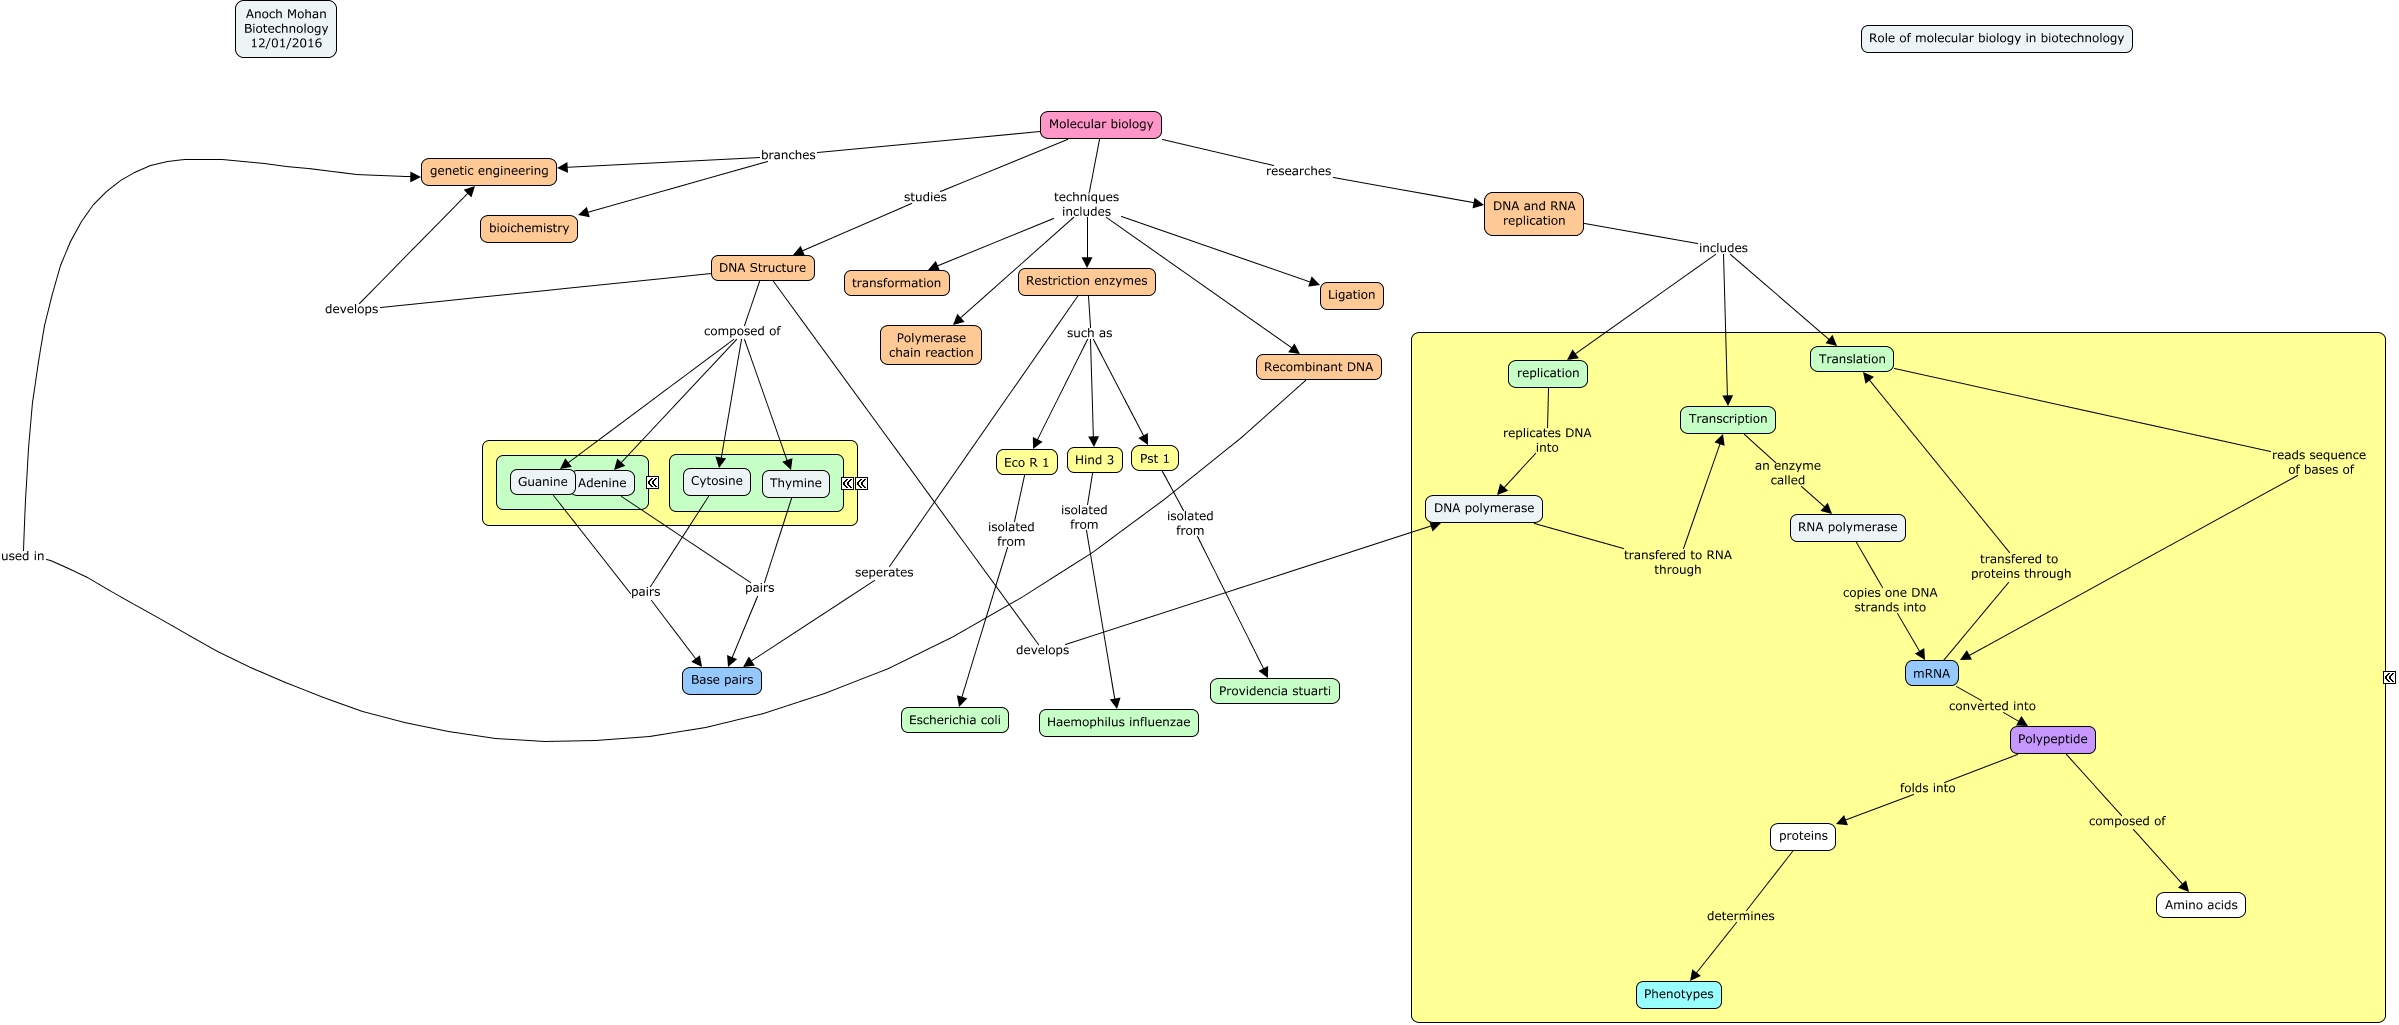 Anoch Mohan
Biotechnology
12/01/2016
Role of molecular biology in biotechnology
Molecular biology
branches
genetic engineering
bioichemistry
studies
techniques
includes
researches
DNA and RNA
replication
includes
DNA Structure
develops
transformation
Restriction enzymes
Ligation
composed of
such as
Polymerase
chain reaction
Recombinant DNA
replication
Translation
Transcription
replicates DNA
into
an enzyme
called
reads sequence
of bases of
Eco R 1
Hind 3
Pst 1
Guanine
Adenine
Cytosine
Thymine
DNA polymerase
RNA polymerase
isolated
from
isolated
from
isolated
from
used in
transfered to RNA
through
transfered to
proteins through
seperates
pairs
pairs
copies one DNA
strands into
develops
Base pairs
mRNA
Providencia stuarti
Escherichia coli
Haemophilus influenzae
converted into
Polypeptide
folds into
composed of
proteins
Amino acids
determines
Phenotypes